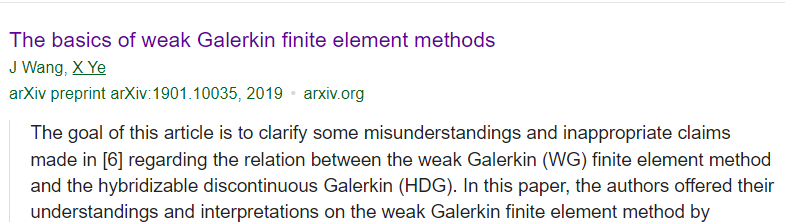 The basics of weak Galerkin finite element methods
J Wang, X Ye
arXiv preprint arXiv:1901.10035, 2019 • arxiv.org
The goal of this article is to clarify some misunderstandings and inappropriate claims
made in [6] regarding the relation between the weak Galerkin (WG) finite element method
and the hybridizable discontinuous Galerkin (HDG). In this paper, the authors offered their
understandings and interpretations on the weak Galerkin finite element method by